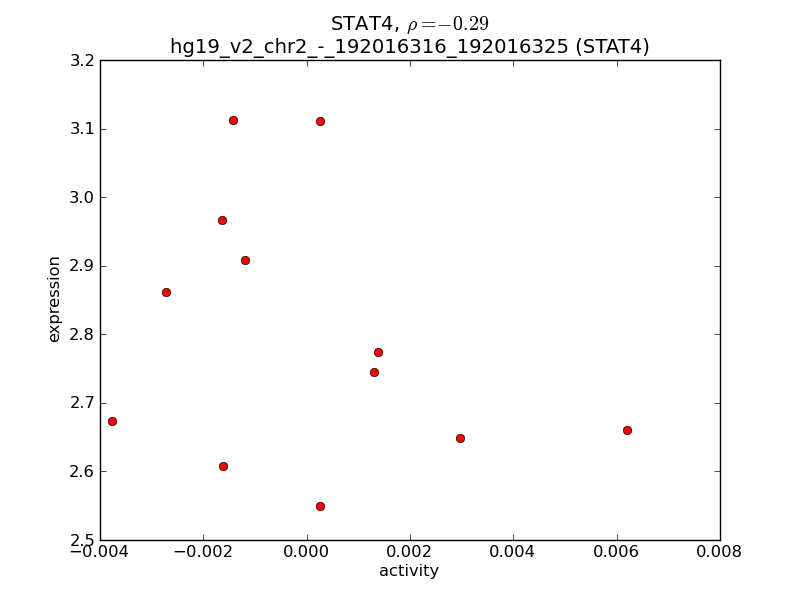 STAT4, ρ=−0.29
hg19_v2_chr2_-_192016316_192016325 (STAT4)
3.2
3.1
3.0
2.9
2.8
2.7
2.6
2.5
expression
−0.004 −0.002 0.000 0.002 0.004 0.006 0.008
activity